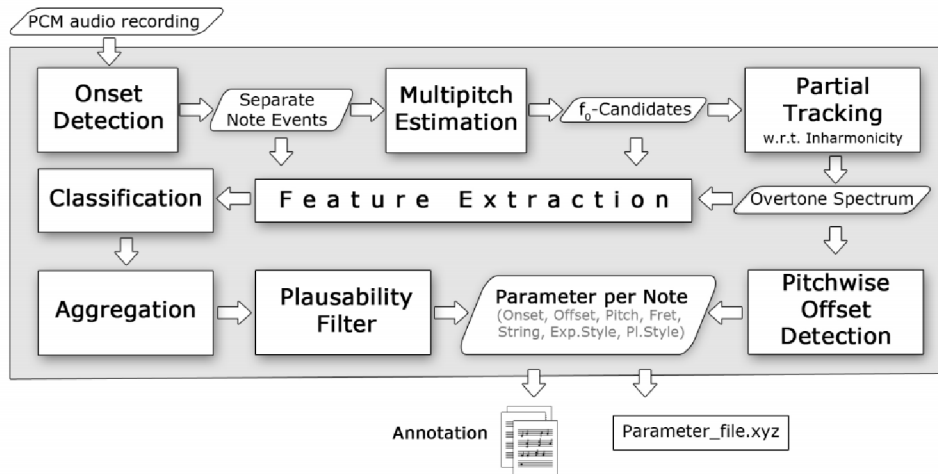 PCM audio recording
Onset
Detection
Separate
Note Events
Multipitch
Estimation
f₀-Candidates
Partial
Tracking
w.r.t. Inharmonicity
Classification
Feature Extraction
Overtone Spectrum
Aggregation
Plausability
Filter
Parameter per Note
(Onset, Offset, Pitch, Fret,
String, Exp.Style, Pl.Style)
Pitchwise
Offset
Detection
Annotation
Parameter_file.xyz